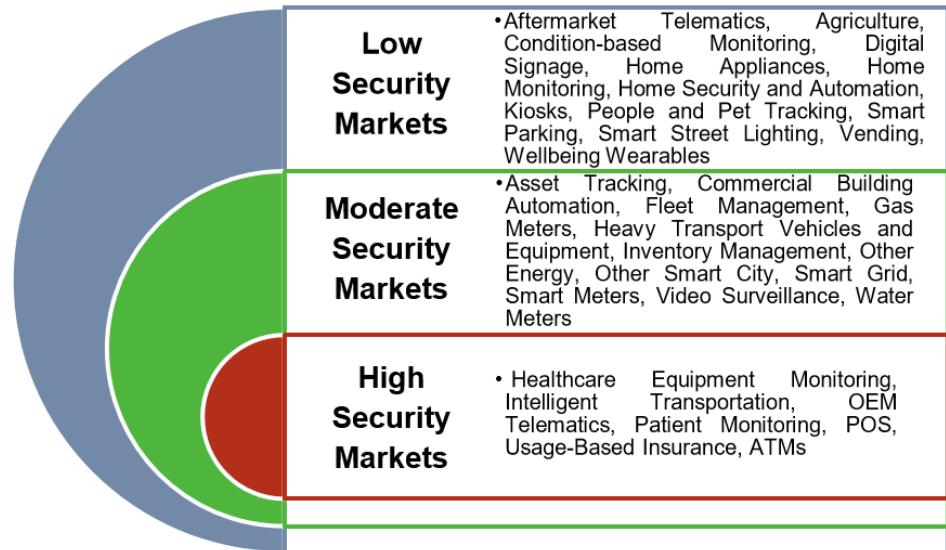 Low
Security
Markets
•Aftermarket Telematics, Agriculture,
Condition-based Monitoring, Digital
Signage, Home Appliances, Home
Monitoring, Home Security and Automation,
Kiosks, People and Pet Tracking, Smart
Parking, Smart Street Lighting, Vending,
Wellbeing Wearables
Moderate
Security
Markets
•Asset Tracking, Commercial Building
Automation, Fleet Management, Gas
Meters, Heavy Transport Vehicles and
Equipment, Inventory Management, Other
Energy, Other Smart City, Smart Grid,
Smart Meters, Video Surveillance, Water
Meters
High
Security
Markets
• Healthcare Equipment Monitoring,
Intelligent Transportation, OEM
Telematics, Patient Monitoring, POS,
Usage-Based Insurance, ATMs